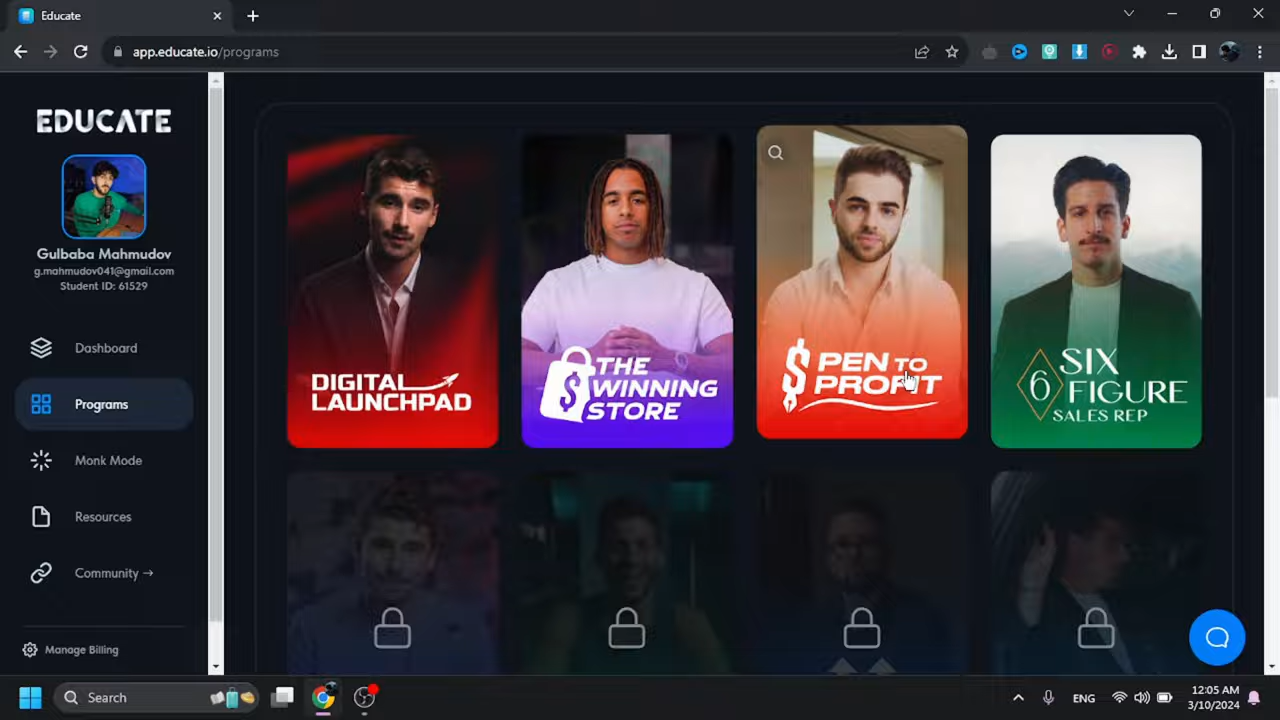 Educate
app.educate.io/programs
EDUCATE
Gulbaba Mahmudov
g.mahmudov041@gmail.com
Student ID: 61529
Dashboard
Programs
Monk Mode
Resources
Community →
Manage Billing
DIGITAL
LAUNCHPAD
THE
WINNING
STORE
PEN TO
PROFIT
6
SIX
FIGURE
SALES REP
Search
ENG
12:05 AM
3/10/2024